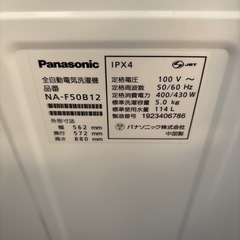 Panasonic
全自動電気洗濯機
NA-F50B12
外形寸法
幅 562 mm
奥行 572 mm
高さ 880 mm
IPX4
JET
定格電圧 100 V ～
定格周波数 50/60 Hz
定格消費電力 400/430 W
標準洗濯容量 5.0 kg
標準使用水量 114 L
製造番号 1923406786
パナソニック株式会社
中国製